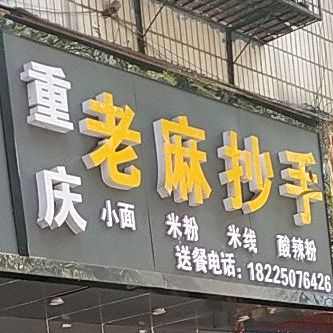 重庆
老麻抄手
小面 米粉 米线 酸辣粉
送餐电话：18225076426